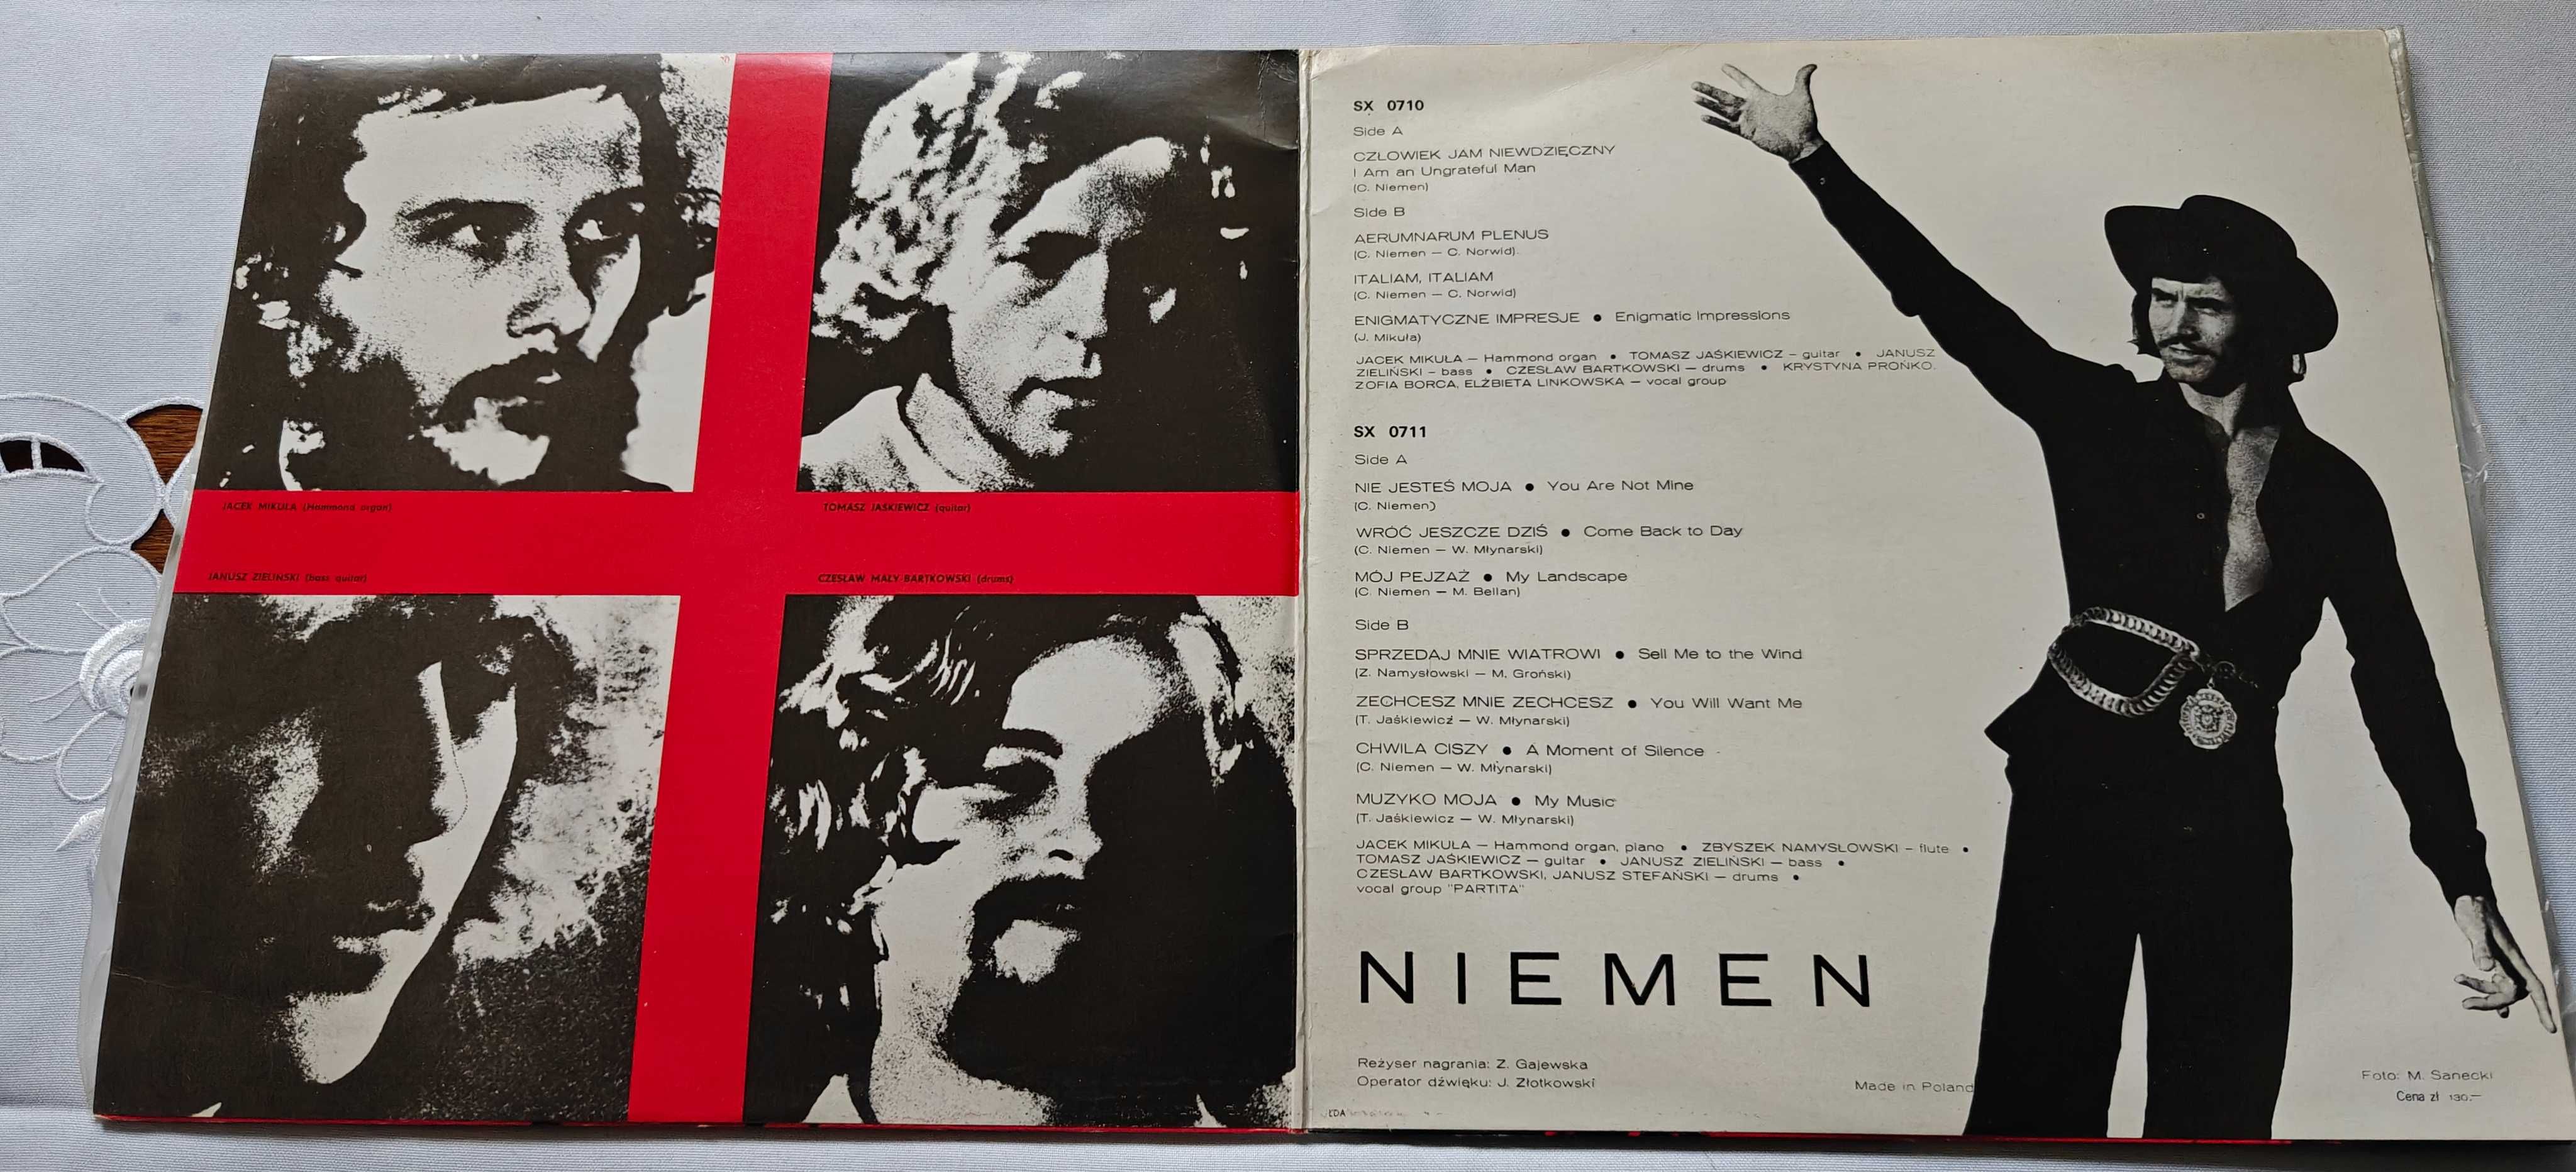 JACEK MIKUŁA (Hammond organ)
TOMASZ JAŚKIEWICZ (guitar)
JANUSZ ZIELIŃSKI (bass guitar)
CZESŁAW MAŁY-BARTKOWSKI (drums)
SX 0710
Side A
CZŁOWIEK JAM NIEWDZIĘCZNY
I Am an Ungrateful Man
(C. Niemen)
Side B
AERUMNARUM PLENUS
(C. Niemen — C. Norwid)
ITALIAM, ITALIAM
(C. Niemen — C. Norwid)
ENIGMATYCZNE IMPRESJE ● Enigmatic Impressions
(J. Mikuła)
JACEK MIKUŁA — Hammond organ ● TOMASZ JAŚKIEWICZ — guitar ● JANUSZ
ZIELIŃSKI — bass ● CZESŁAW BARTKOWSKI — drums ● KRYSTYNA PROŃKO,
ZOFIA BORCA, ELŻBIETA LINKOWSKA — vocal group
SX 0711
Side A
NIE JESTEŚ MOJA ● You Are Not Mine
(C. Niemen)
WRÓĆ JESZCZE DZIŚ ● Come Back to Day
(C. Niemen — W. Młynarski)
MÓJ PEJZAŻ ● My Landscape
(C. Niemen — M. Bellan)
Side B
SPRZEDAJ MNIE WIATROWI ● Sell Me to the Wind
(Z. Namysłowski — M. Groński)
ZECHCESZ MNIE ZECHCESZ ● You Will Want Me
(T. Jaśkiewicz — W. Młynarski)
CHWILA CISZY ● A Moment of Silence
(C. Niemen — W. Młynarski)
MUZYKO MOJA ● My Music
(T. Jaśkiewicz — W. Młynarski)
JACEK MIKUŁA — Hammond organ, piano ● ZBYSZEK NAMYSŁOWSKI — flute ●
TOMASZ JAŚKIEWICZ — guitar ● JANUSZ ZIELIŃSKI — bass ●
CZESŁAW BARTKOWSKI, JANUSZ STEFAŃSKI — drums ●
vocal group "PARTITA"
NIEMEN
Reżyser nagrania: Z. Gajewska
Operator dźwięku: J. Złotkowski
Made in Poland
Foto: M. Sanecki
Cena zł 130.—